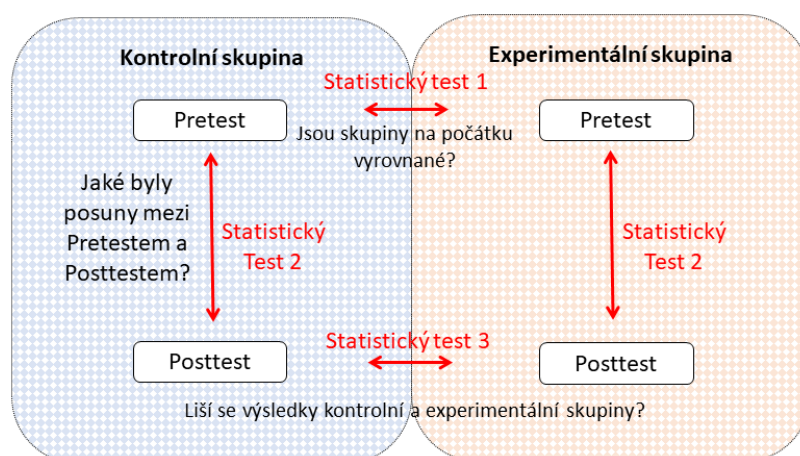 Kontrolní skupina
Experimentální skupina
Statistický test 1
Pretest
Pretest
Jsou skupiny na počátku
vyrovnané?
Jaké byly
posuny mezi
Pretestem a
Posttestem?
Statistický
Test 2
Statistický
Test 2
Statistický test 3
Posttest
Posttest
Liší se výsledky kontrolní a experimentální skupiny?